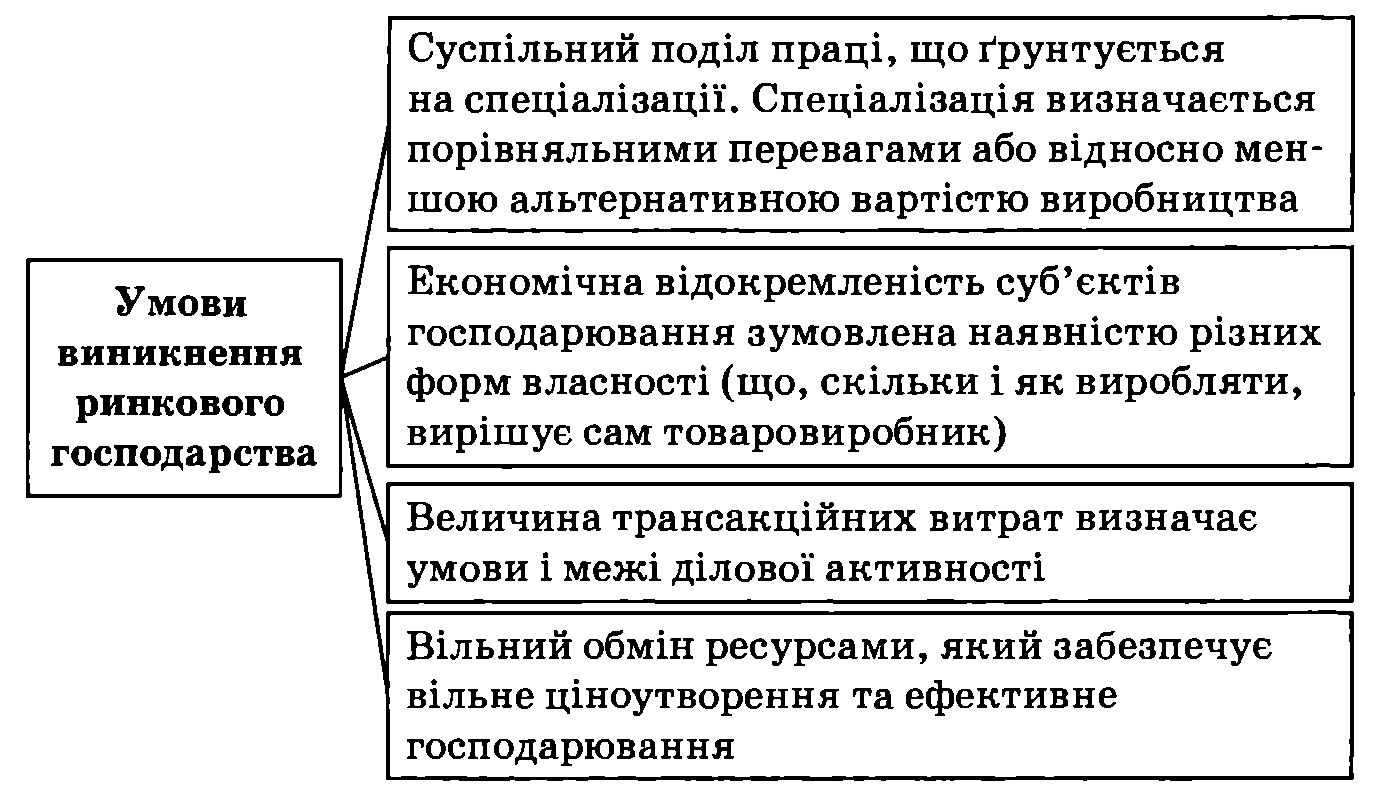 Умови
виникнення
ринкового
господарства
Суспільний поділ праці, що ґрунтується
на спеціалізації. Спеціалізація визначається
порівняльними перевагами або відносно мен-
шою альтернативною вартістю виробництва
Економічна відокремленість суб’єктів
господарювання зумовлена наявністю різних
форм власності (що, скільки і як виробляти,
вирішує сам товаровиробник)
Величина трансакційних витрат визначає
умови і межі ділової активності
Вільний обмін ресурсами, який забезпечує
вільне ціноутворення та ефективне
господарювання